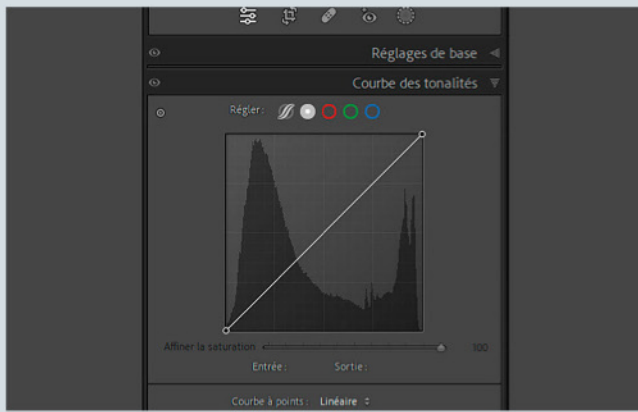 Réglages de base
Courbe des tonalités
Régler :
Affiner la saturation 100
Entrée : Sortie :
Courbe à points : Linéaire